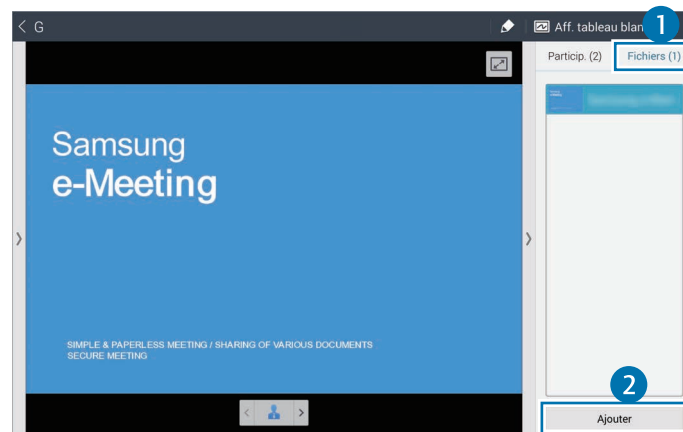 G
Aff. tableau blan
1
Particip. (2)
Fichiers (1)
Samsung
e-Meeting
SIMPLE & PAPERLESS MEETING / SHARING OF VARIOUS DOCUMENTS
SECURE MEETING
2
Ajouter